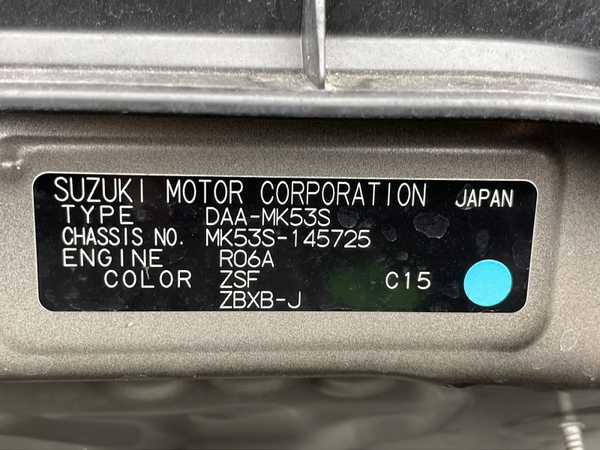 SUZUKI MOTOR CORPORATION JAPAN
TYPE DAA-MK53S
CHASSIS NO. MK53S-145725
ENGINE R06A
COLOR ZSF C15
ZBXB-J